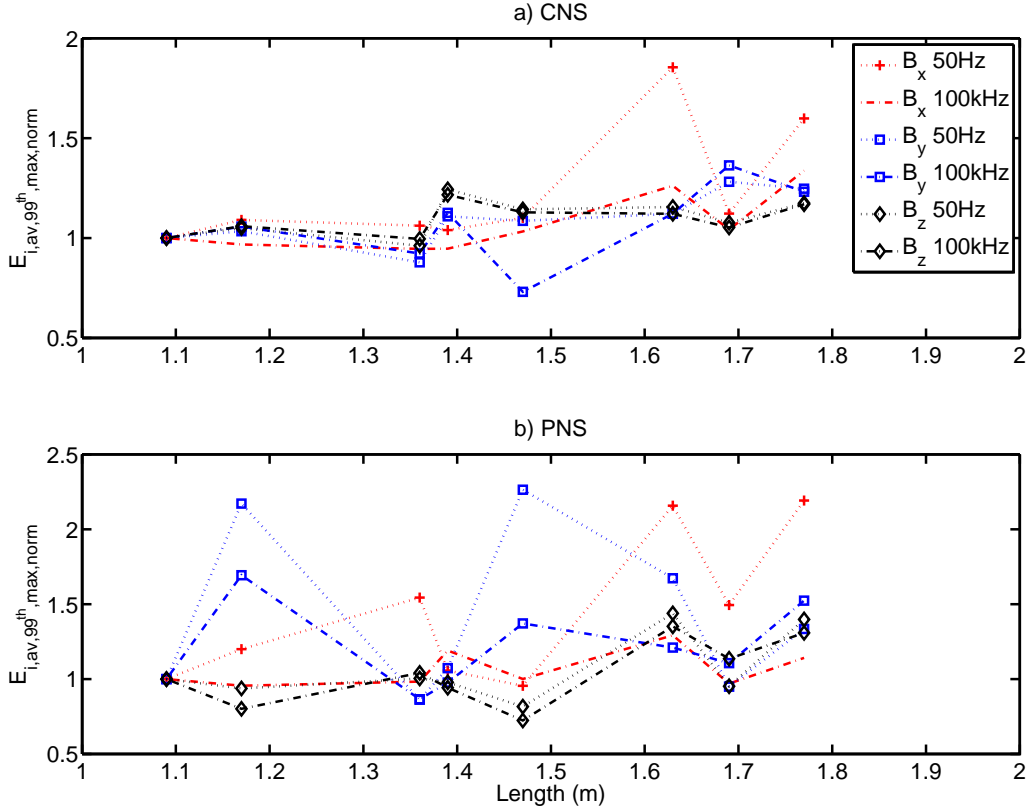 a) CNS
2
1.5
1
0.5
E_{i,av,99^{th},max,norm}
B_x 50Hz
B_x 100kHz
B_y 50Hz
B_y 100kHz
B_z 50Hz
B_z 100kHz
1 1.1 1.2 1.3 1.4 1.5 1.6 1.7 1.8 1.9 2
b) PNS
2.5
2
1.5
1
0.5
E_{i,av,99^{th},max,norm}
1 1.1 1.2 1.3 1.4 1.5 1.6 1.7 1.8 1.9 2
Length (m)